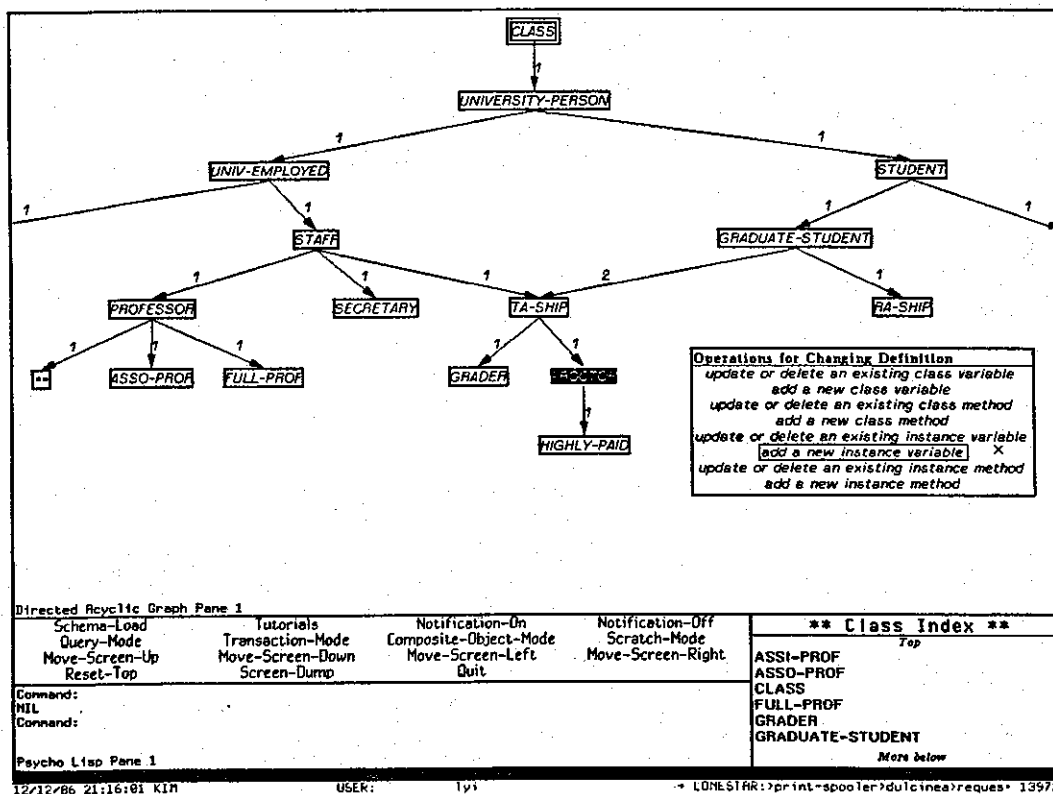 CLASS
1
UNIVERSITY-PERSON
1 1
UNIV-EMPLOYED STUDENT
1 1 1 1
STAFF GRADUATE-STUDENT
1 1 2 1
PROFESSOR SECRETARY TA-SHIP RA-SHIP
1 1 1 1 1
** ASSO-PROF FULL-PROF GRADER
1
HIGHLY-PAID
Operations for Changing Definition
update or delete an existing class variable
add a new class variable
update or delete an existing class method
add a new class method
update or delete an existing instance variable
add a new instance variable ×
update or delete an existing instance method
add a new instance method
Directed Acyclic Graph Pane 1
Schema-Load Tutorials Notification-On Notification-Off
Query-Mode Transaction-Mode Composite-Object-Mode Scratch-Mode
Move-Screen-Up Move-Screen-Down Move-Screen-Left Move-Screen-Right
Reset-Top Screen-Dump Quit
** Class Index **
Top
ASSI-PROF
ASSO-PROF
CLASS
FULL-PROF
GRADER
GRADUATE-STUDENT
More below
Command:
NIL
Command:
Psycho Lisp Pane 1
12/12/86 21:16:01 KIM USER: Tyi → LONESTAR:>print-spooler>dulcinea>reques• 1397